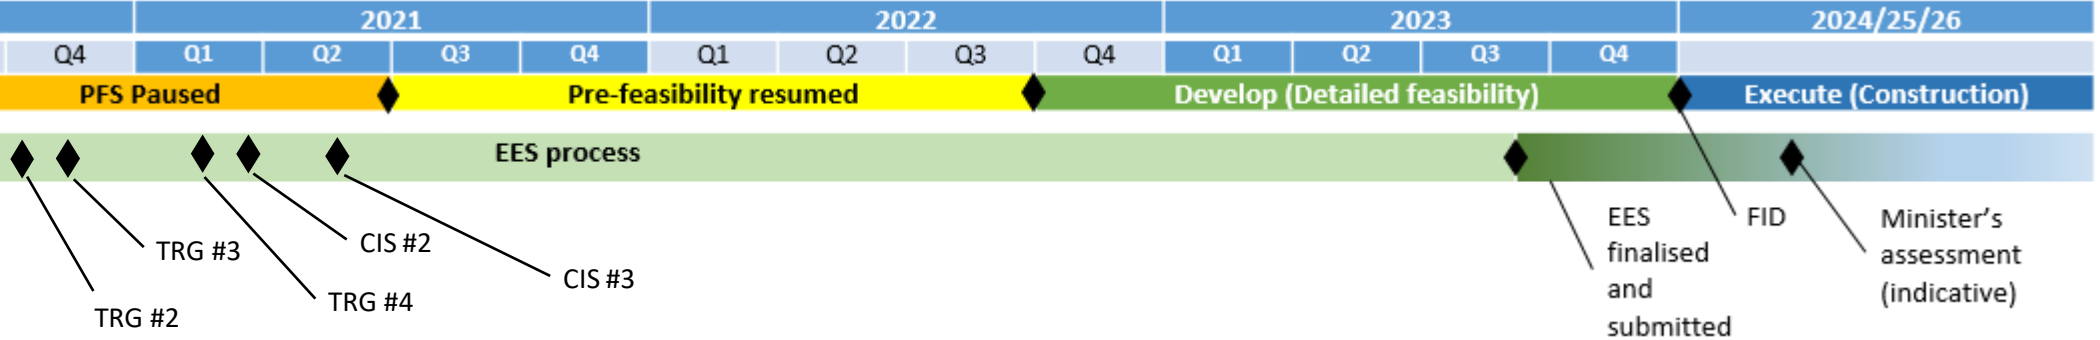 2021 2022 2023 2024/25/26
Q4 Q1 Q2 Q3 Q4 Q1 Q2 Q3 Q4 Q1 Q2 Q3 Q4
PFS Paused Pre-feasibility resumed Develop (Detailed feasibility) Execute (Construction)
EES process
TRG #2
TRG #3
TRG #4
CIS #2
CIS #3
EES
finalised
and
submitted
FID
Minister’s
assessment
(indicative)